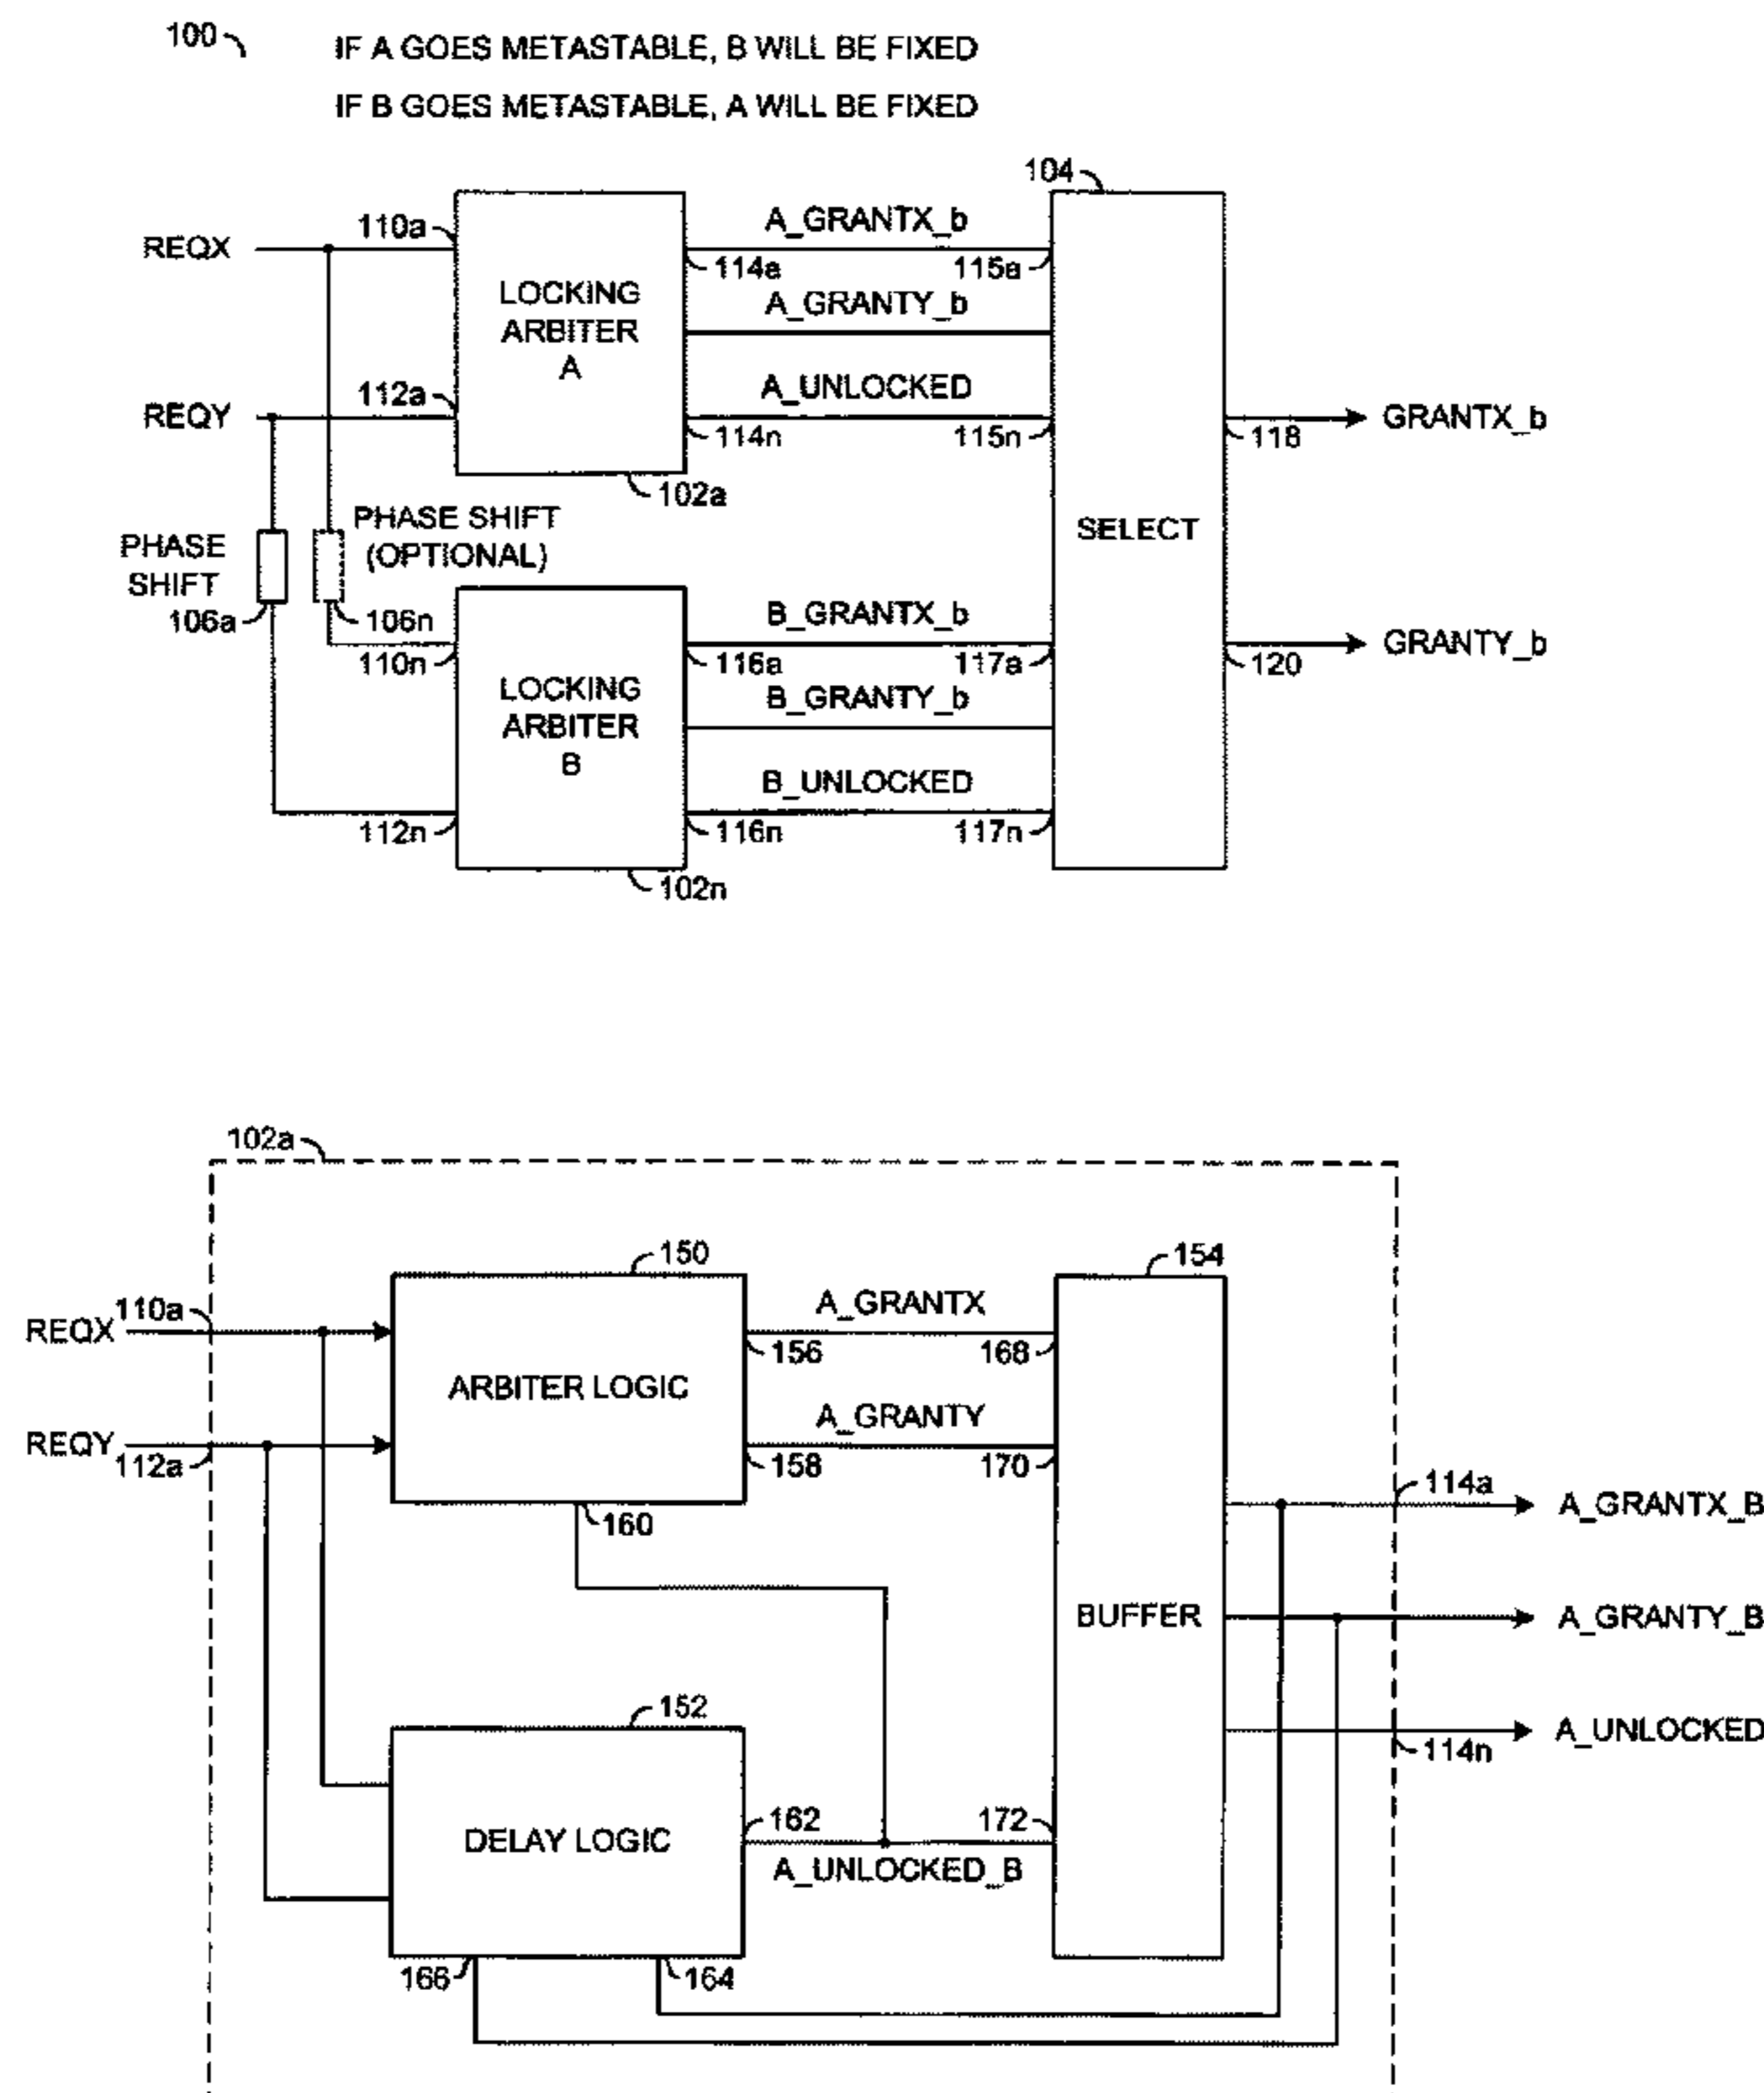 100
IF A GOES METASTABLE, B WILL BE FIXED
IF B GOES METASTABLE, A WILL BE FIXED
104
REQX
110a
A_GRANTX_b
114a
115a
LOCKING
ARBITER
A
A_GRANTY_b
REQY
112a
A_UNLOCKED
114n
115n
102a
118
GRANTX_b
PHASE
SHIFT
106a
PHASE SHIFT
(OPTIONAL)
106n
SELECT
110n
B_GRANTX_b
116a
117a
120
GRANTY_b
LOCKING
ARBITER
B
B_GRANTY_b
112n
B_UNLOCKED
116n
117n
102n
102a
150
154
REQX
110a
A_GRANTX
156
168
ARBITER LOGIC
REQY
112a
A_GRANTY
158
170
160
114a
A_GRANTX_B
BUFFER
A_GRANTY_B
152
A_UNLOCKED
114n
DELAY LOGIC
162
172
A_UNLOCKED_B
166
164